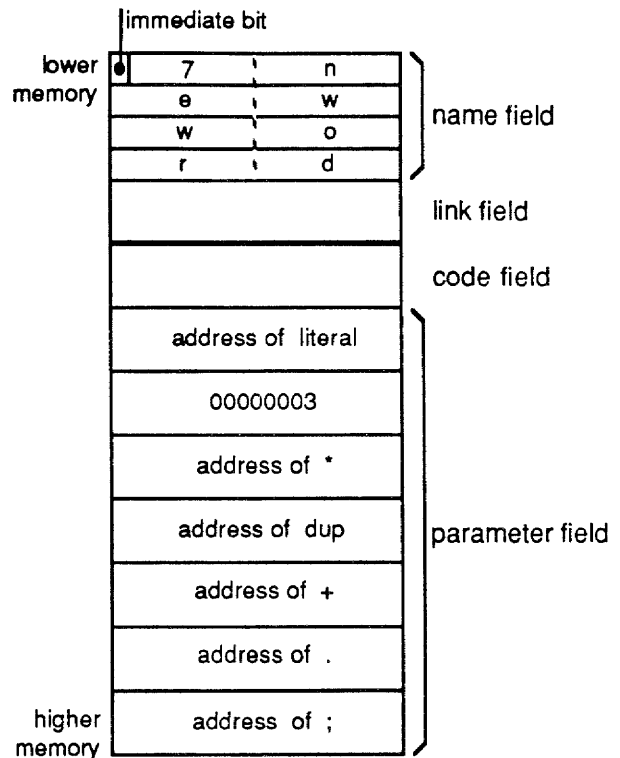 immediate bit
lower
memory
7 n
e w
w o
r d
name field
link field
code field
address of literal
00000003
address of *
address of dup
parameter field
address of +
address of .
higher
memory
address of ;